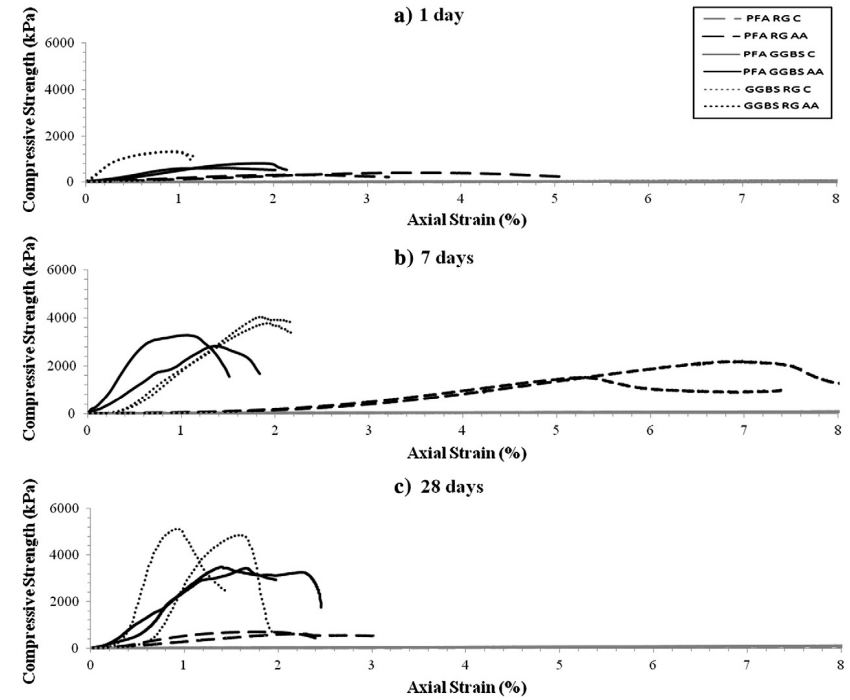 a) 1 day
PFA RG C
PFA RG AA
PFA GGBS C
PFA GGBS AA
GGBS RG C
GGBS RG AA
Compressive Strength (kPa)
6000
4000
2000
0
0 1 2 3 4 5 6 7 8
Axial Strain (%)
b) 7 days
Compressive Strength (kPa)
6000
4000
2000
0
0 1 2 3 4 5 6 7 8
Axial Strain (%)
c) 28 days
Compressive Strength (kPa)
6000
4000
2000
0
0 1 2 3 4 5 6 7 8
Axial Strain (%)